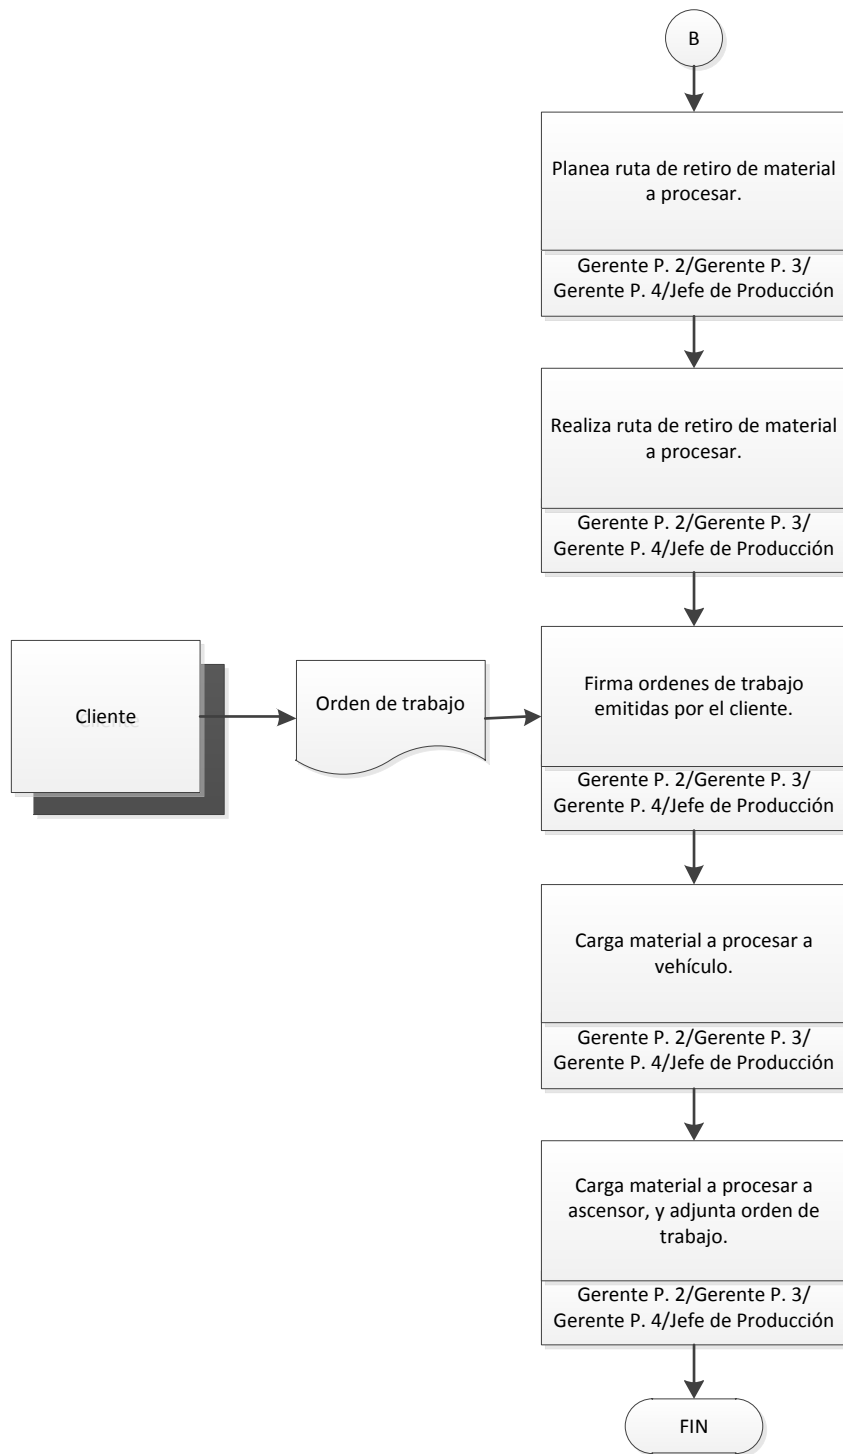 B
Planea ruta de retiro de material
a procesar.
Gerente P. 2/Gerente P. 3/
Gerente P. 4/Jefe de Producción
Realiza ruta de retiro de material
a procesar.
Gerente P. 2/Gerente P. 3/
Gerente P. 4/Jefe de Producción
Cliente
Orden de trabajo
Firma ordenes de trabajo
emitidas por el cliente.
Gerente P. 2/Gerente P. 3/
Gerente P. 4/Jefe de Producción
Carga material a procesar a
vehículo.
Gerente P. 2/Gerente P. 3/
Gerente P. 4/Jefe de Producción
Carga material a procesar a
ascensor, y adjunta orden de
trabajo.
Gerente P. 2/Gerente P. 3/
Gerente P. 4/Jefe de Producción
FIN